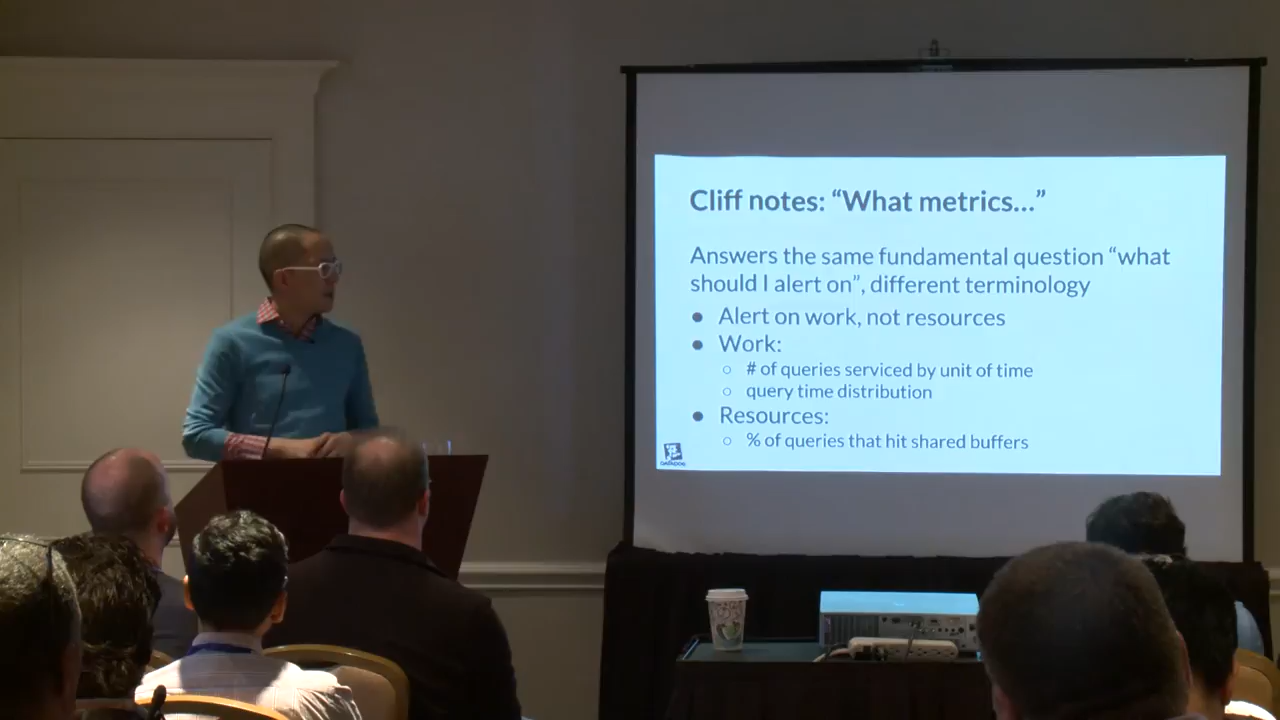 Cliff notes: “What metrics...”
Answers the same fundamental question “what
should I alert on”, different terminology
● Alert on work, not resources
● Work:
○ # of queries serviced by unit of time
○ query time distribution
● Resources:
○ % of queries that hit shared buffers
DATADOG